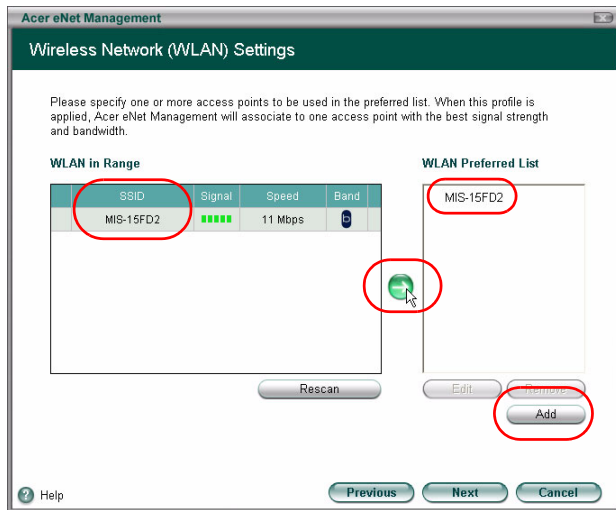 Acer eNet Management
Wireless Network (WLAN) Settings
Please specify one or more access points to be used in the preferred list. When this profile is
applied, Acer eNet Management will associate to one access point with the best signal strength
and bandwidth.
WLAN in Range
WLAN Preferred List
SSID Signal Speed Band
MIS-15FD2 11 Mbps b
MIS-15FD2
Rescan
Edit Remove
Add
? Help
Previous Next Cancel